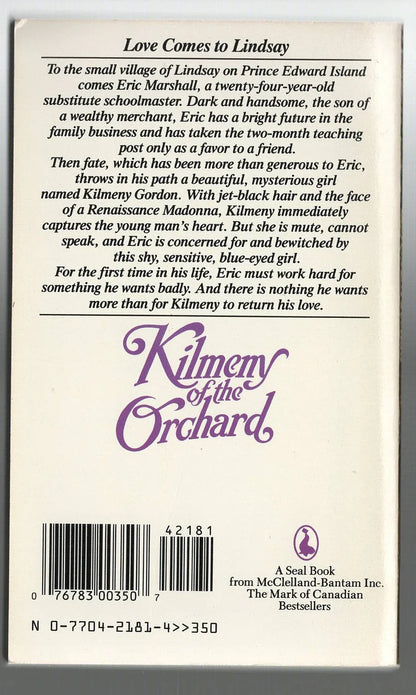 Love Comes to Lindsay
To the small village of Lindsay on Prince Edward Island
comes Eric Marshall, a twenty-four-year-old
substitute schoolmaster. Dark and handsome, the son of
a wealthy merchant, Eric has a bright future in the
family business and has taken the two-month teaching
post only as a favor to a friend.
Then fate, which has been more than generous to Eric,
throws in his path a beautiful, mysterious girl
named Kilmeny Gordon. With jet-black hair and the face
of a Renaissance Madonna, Kilmeny immediately
captures the young man's heart. But she is mute, cannot
speak, and Eric is concerned for and bewitched by
this shy, sensitive, blue-eyed girl.
For the first time in his life, Eric must work hard for
something he wants badly. And there is nothing he wants
more than for Kilmeny to return his love.
Kilmeny
of the
Orchard
42181
0 76783 00350 7
A Seal Book
from McClelland-Bantam Inc.
The Mark of Canadian
Bestsellers
N 0-7704-2181-4>>350